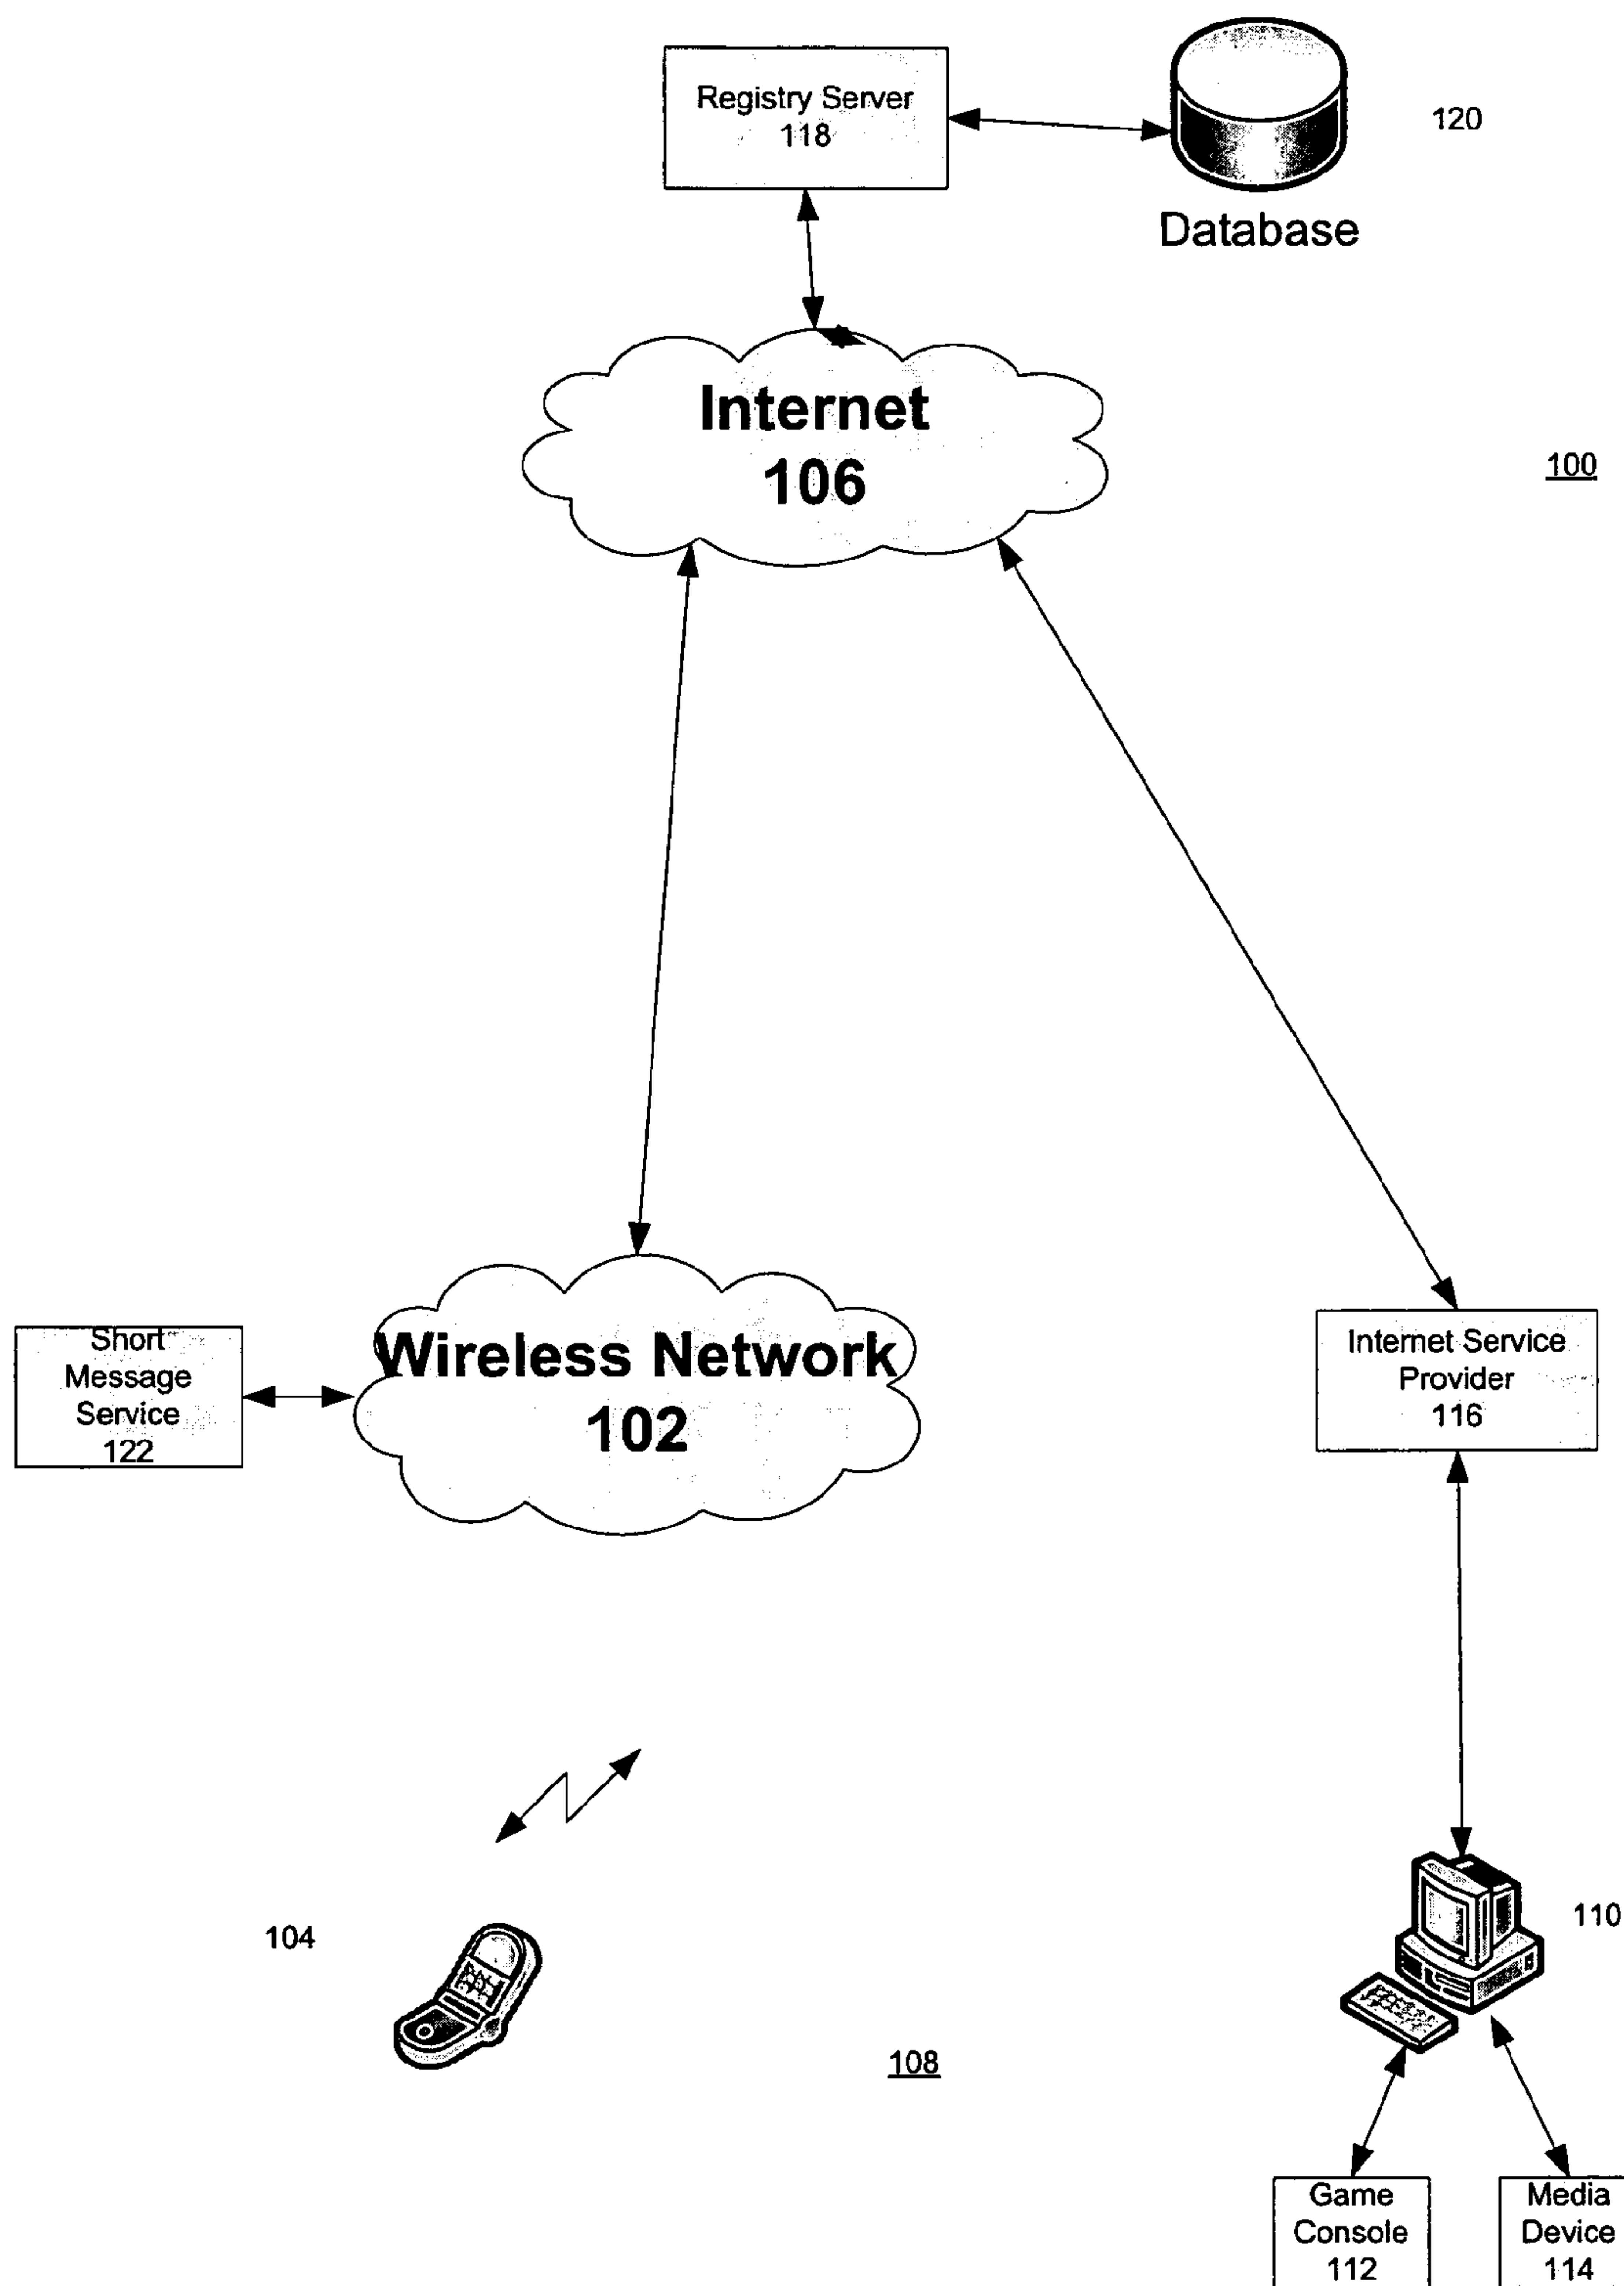 Registry Server
118
120
Database
Internet
106
100
Short
Message
Service
122
Wireless Network
102
Internet Service
Provider
116
104
110
108
Game
Console
112
Media
Device
114